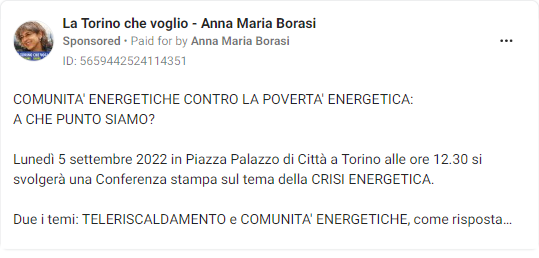 La Torino che voglio - Anna Maria Borasi
Sponsored • Paid for by Anna Maria Borasi
ID: 5659442524114351
COMUNITA' ENERGETICHE CONTRO LA POVERTA' ENERGETICA:
A CHE PUNTO SIAMO?
Lunedì 5 settembre 2022 in Piazza Palazzo di Città a Torino alle ore 12.30 si
svolgerà una Conferenza stampa sul tema della CRISI ENERGETICA.
Due i temi: TELERISCALDAMENTO e COMUNITA' ENERGETICHE, come risposta...